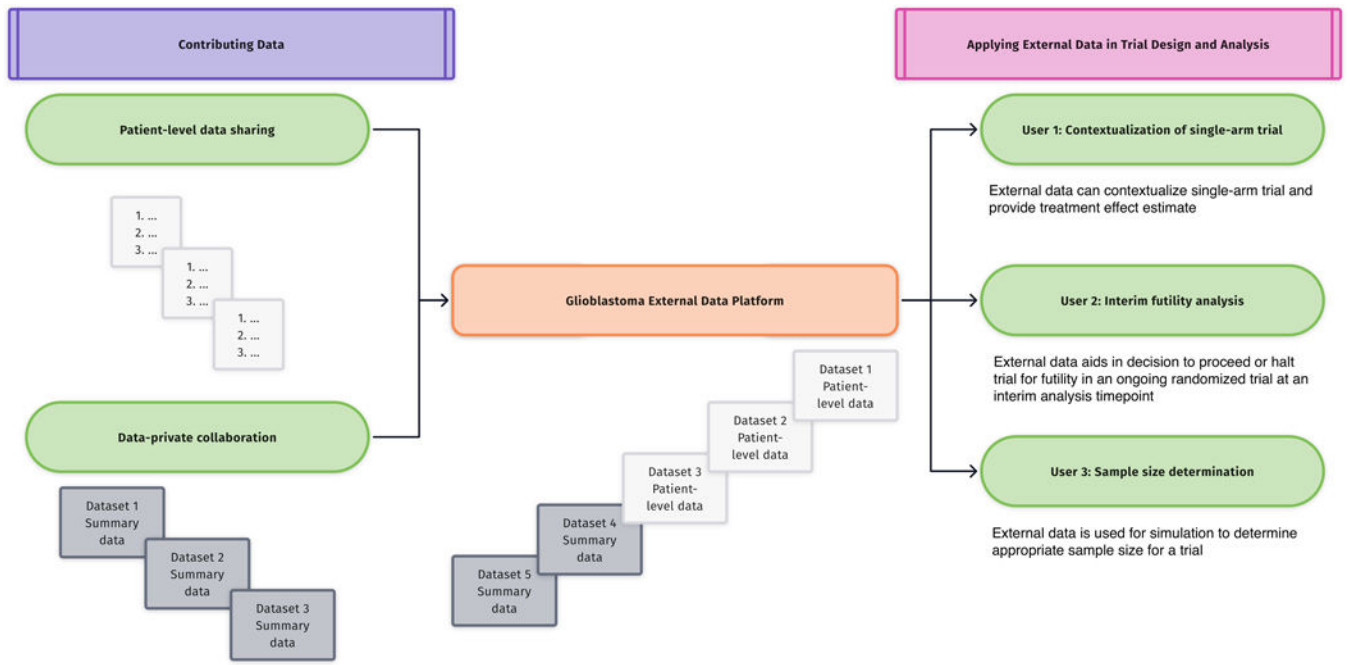 Contributing Data
Patient-level data sharing
1. ...
2. ...
3. ...
1. ...
2. ...
3. ...
1. ...
2. ...
3. ...
Data-private collaboration
Dataset 1
Summary
data
Dataset 2
Summary
data
Dataset 3
Summary
data
Glioblastoma External Data Platform
Dataset 1
Patient-
level data
Dataset 2
Patient-
level data
Dataset 3
Patient-
level data
Dataset 4
Summary
data
Dataset 5
Summary
data
Applying External Data in Trial Design and Analysis
User 1: Contextualization of single-arm trial
External data can contextualize single-arm trial and
provide treatment effect estimate
User 2: Interim futility analysis
External data aids in decision to proceed or halt
trial for futility in an ongoing randomized trial at an
interim analysis timepoint
User 3: Sample size determination
External data is used for simulation to determine
appropriate sample size for a trial